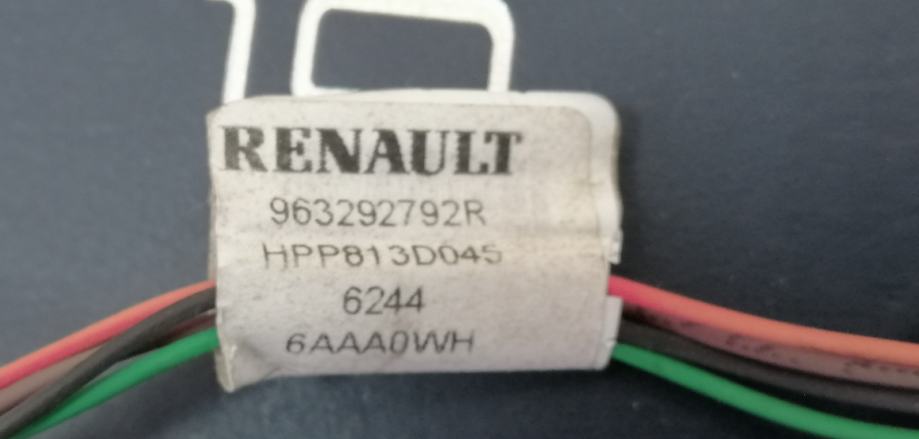 RENAULT
963292792R
HPP813D045
6244
6AAA0WH